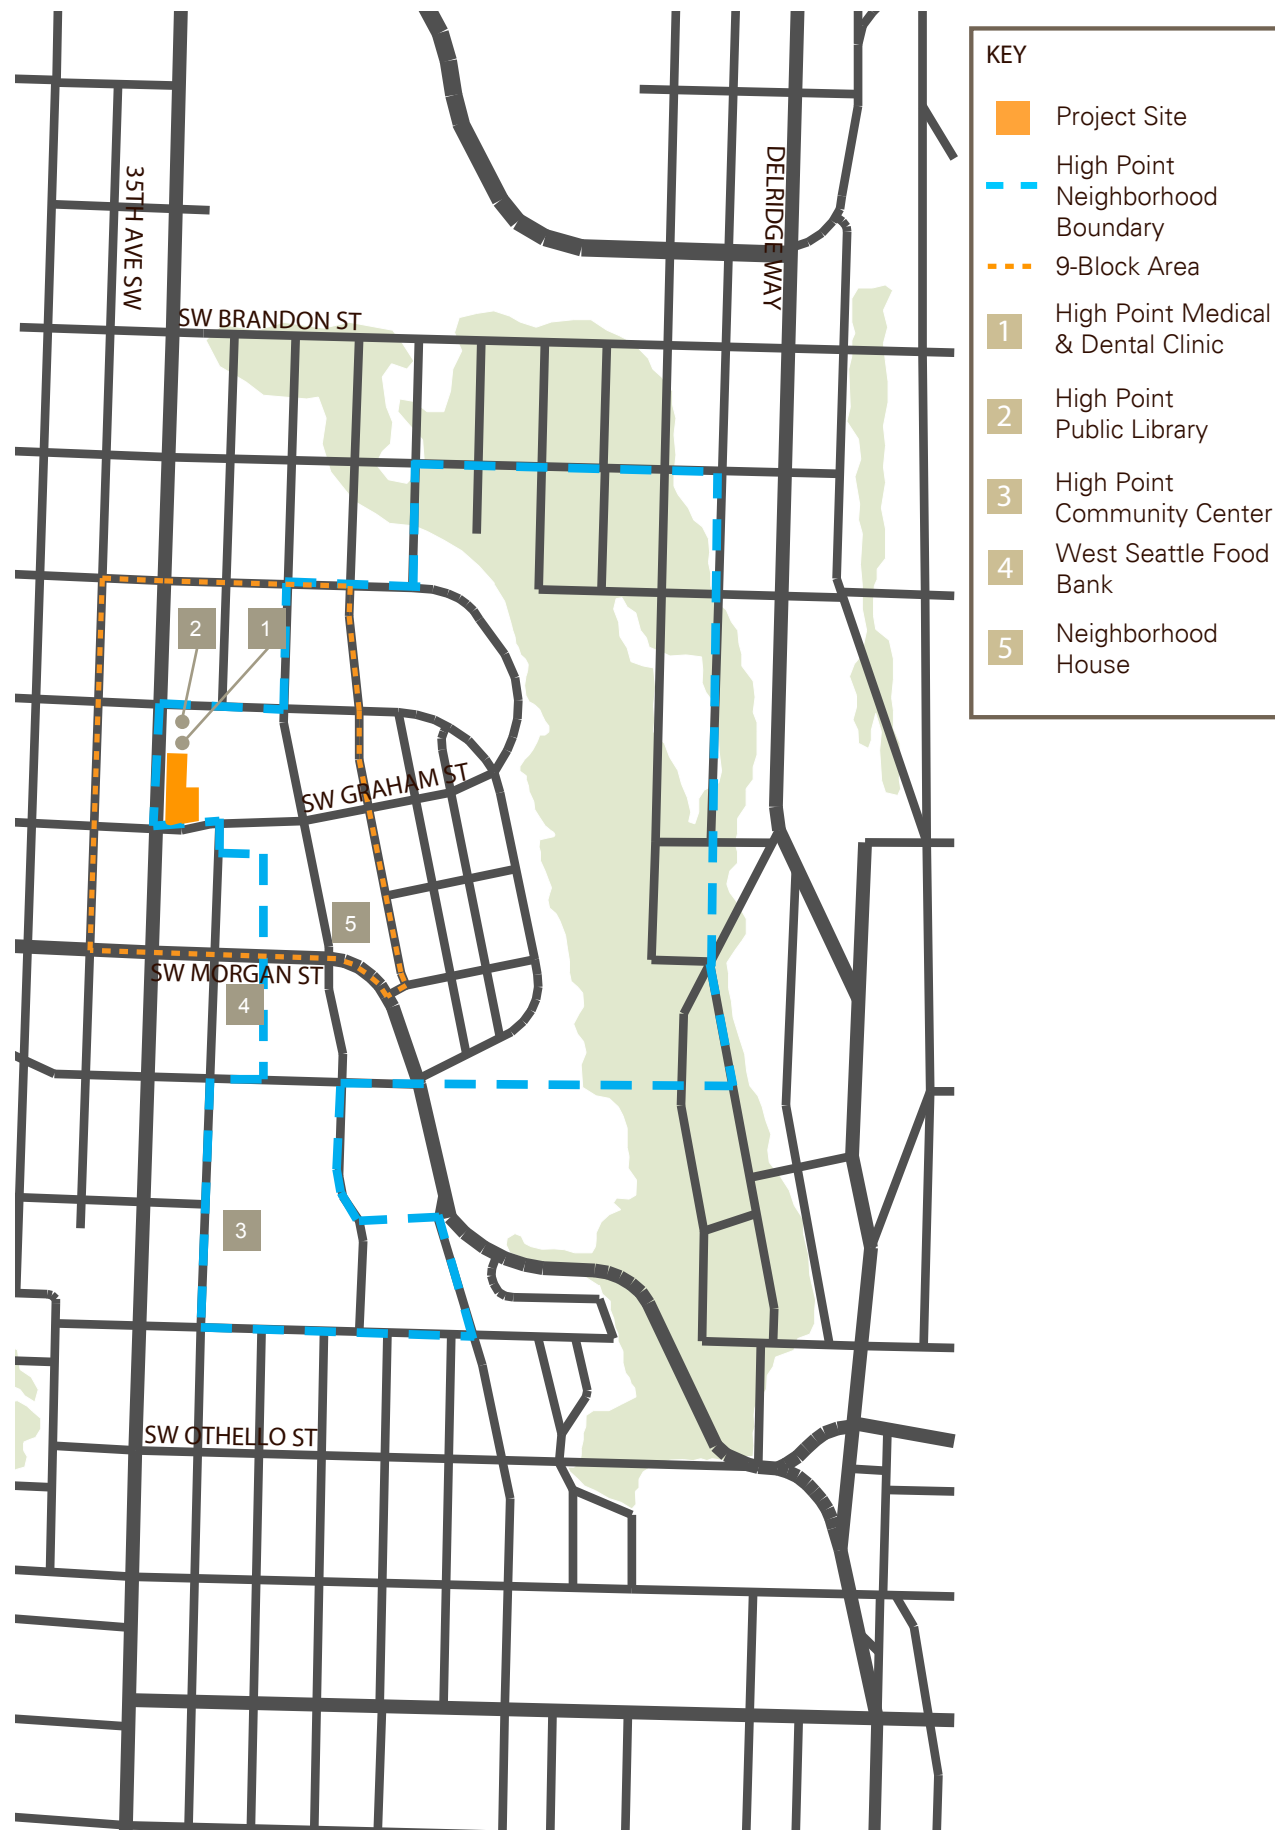 35TH AVE SW
DELRIDGE WAY
SW BRANDON ST
2
1
SW GRAHAM ST
5
SW MORGAN ST
4
3
SW OTHELLO ST
KEY
Project Site
High Point
Neighborhood
Boundary
9-Block Area
1
High Point Medical
& Dental Clinic
2
High Point
Public Library
3
High Point
Community Center
4
West Seattle Food
Bank
5
Neighborhood
House